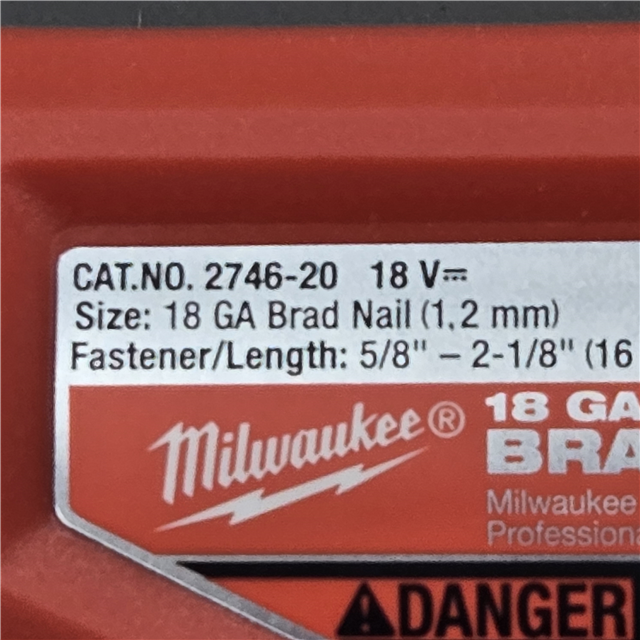 CAT.NO. 2746-20 18 V⎓
Size: 18 GA Brad Nail (1,2 mm)
Fastener/Length: 5/8" – 2-1/8" (16
Milwaukee®
18 GA
BRA
Milwaukee
Professiona
⚠DANGER